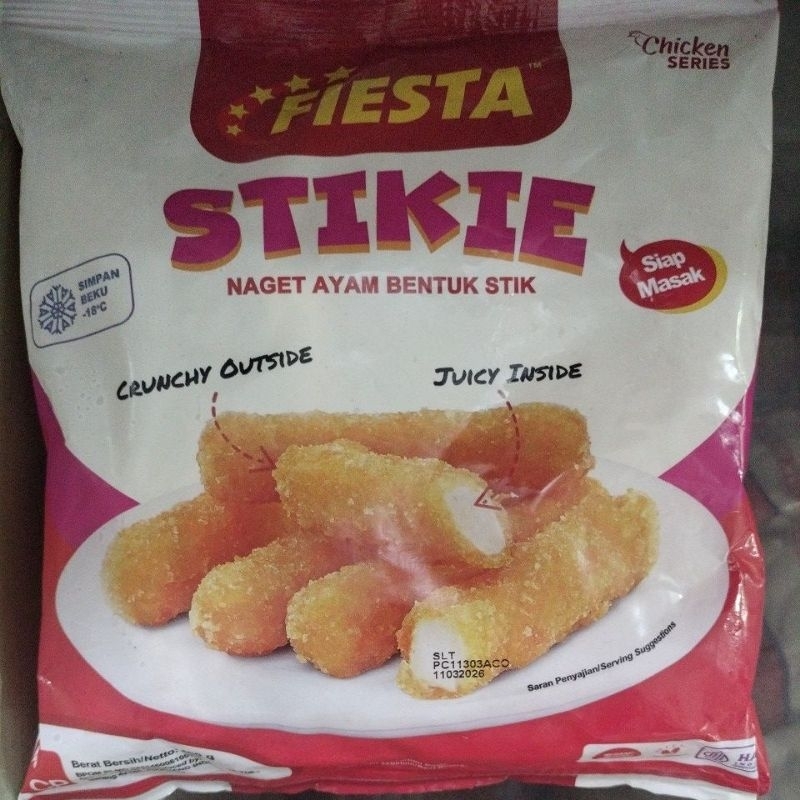 Chicken
SERIES
FIESTA™
STIKIE
NAGET AYAM BENTUK STIK
SIMPAN
BEKU
-18°C
Siap
Masak
CRUNCHY OUTSIDE
JUICY INSIDE
SLT
PC11303ACO
11032026
Saran Penyajian/Serving Suggestions
Berat Bersih/Netto: